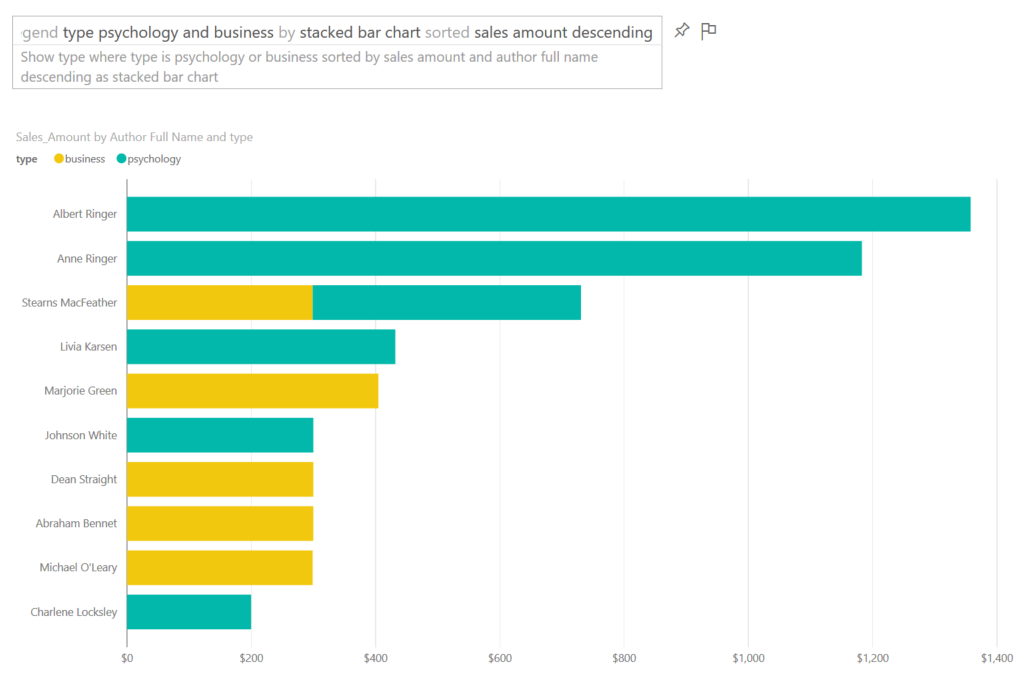 gend type psychology and business by stacked bar chart sorted sales amount descending
Show type where type is psychology or business sorted by sales amount and author full name
descending as stacked bar chart
Sales_Amount by Author Full Name and type
type business psychology
Albert Ringer
Anne Ringer
Stearns MacFeather
Livia Karsen
Marjorie Green
Johnson White
Dean Straight
Abraham Bennet
Michael O'Leary
Charlene Locksley
$0 $200 $400 $600 $800 $1,000 $1,200 $1,400